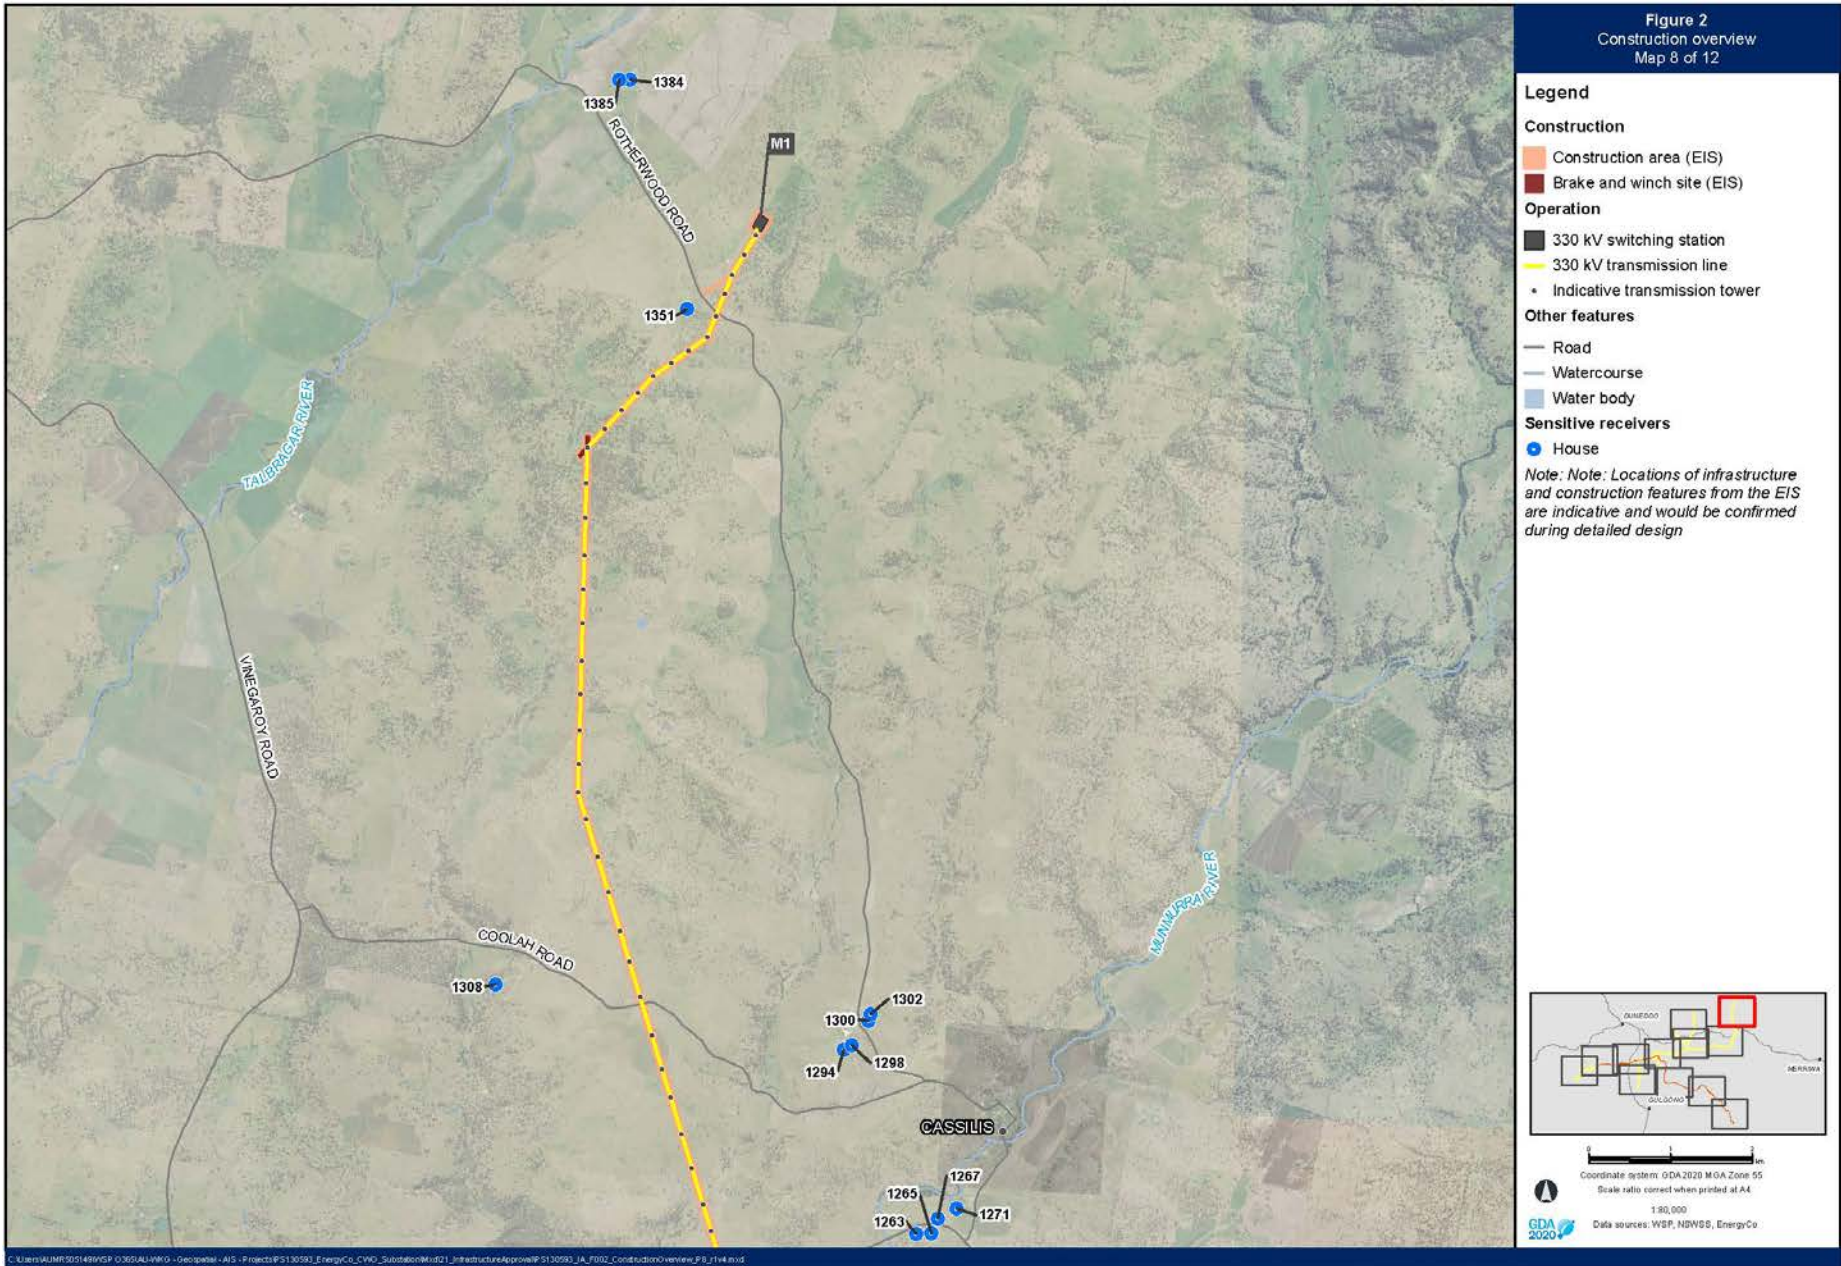 Figure 2
Construction overview
Map 8 of 12
Legend
Construction
Construction area (EIS)
Brake and winch site (EIS)
Operation
330 kV switching station
330 kV transmission line
Indicative transmission tower
Other features
Road
Watercourse
Water body
Sensitive receivers
House
Note: Note: Locations of infrastructure
and construction features from the EIS
are indicative and would be confirmed
during detailed design
1384
1385
ROTHERWOOD ROAD
M1
1351
TALBRAGAR RIVER
VINEGAROY ROAD
MUNMURRA RIVER
COOLAH ROAD
1308
1302
1300
1298
1294
CASSILIS
1267
1265
1271
1263
DUNEDOO
MERRIWA
GULGONG
0 1 2
km
Coordinate system: GDA2020 MGA Zone 55
Scale ratio correct when printed at A4
1:80,000
GDA
2020
Data sources: WSP, NSWSS, EnergyCo